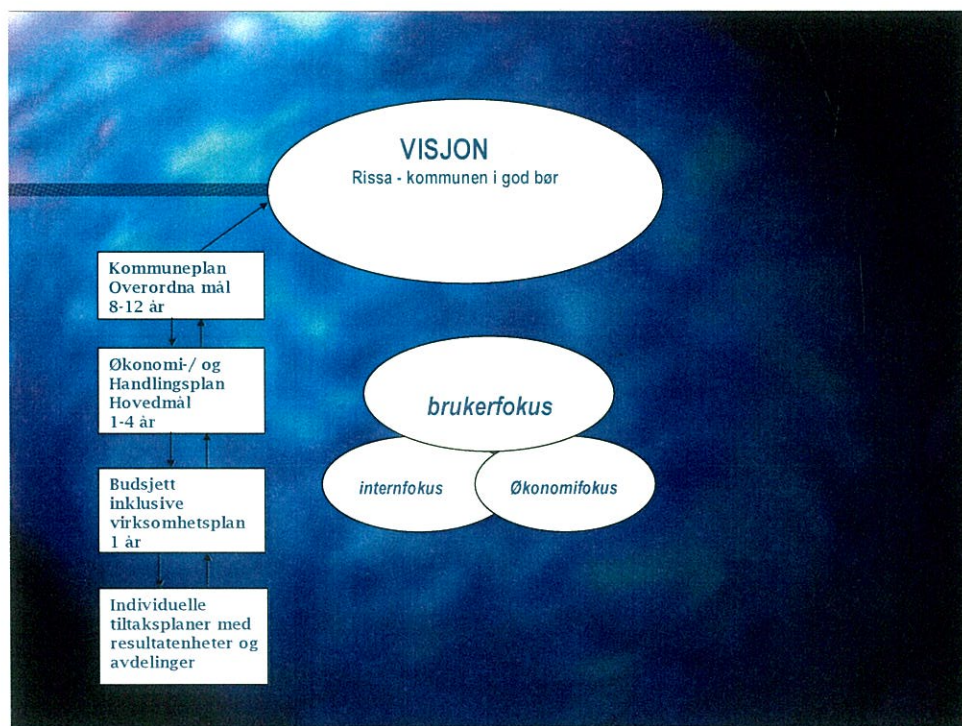 VISJON
Rissa - kommunen i god bør
Kommuneplan
Overordna mål
8-12 år
Økonomi-/ og
Handlingsplan
Hovedmål
1-4 år
Budsjett
inklusive
virksomhetsplan
1 år
Individuelle
tiltaksplaner med
resultatenheter og
avdelinger
brukerfokus
internfokus
Økonomifokus